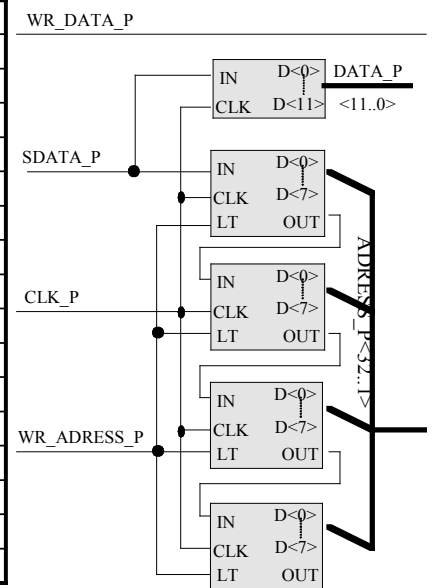 WR_DATA_P
IN D<0> DATA_P
CLK D<11> <11..0>
SDATA_P
IN D<0>
CLK D<7>
LT OUT
ADRESS_P<32..1>
IN D<0>
CLK_P
CLK D<7>
LT OUT
IN D<0>
WR_ADRESS_P
CLK D<7>
LT OUT
IN D<0>
CLK D<7>
LT OUT